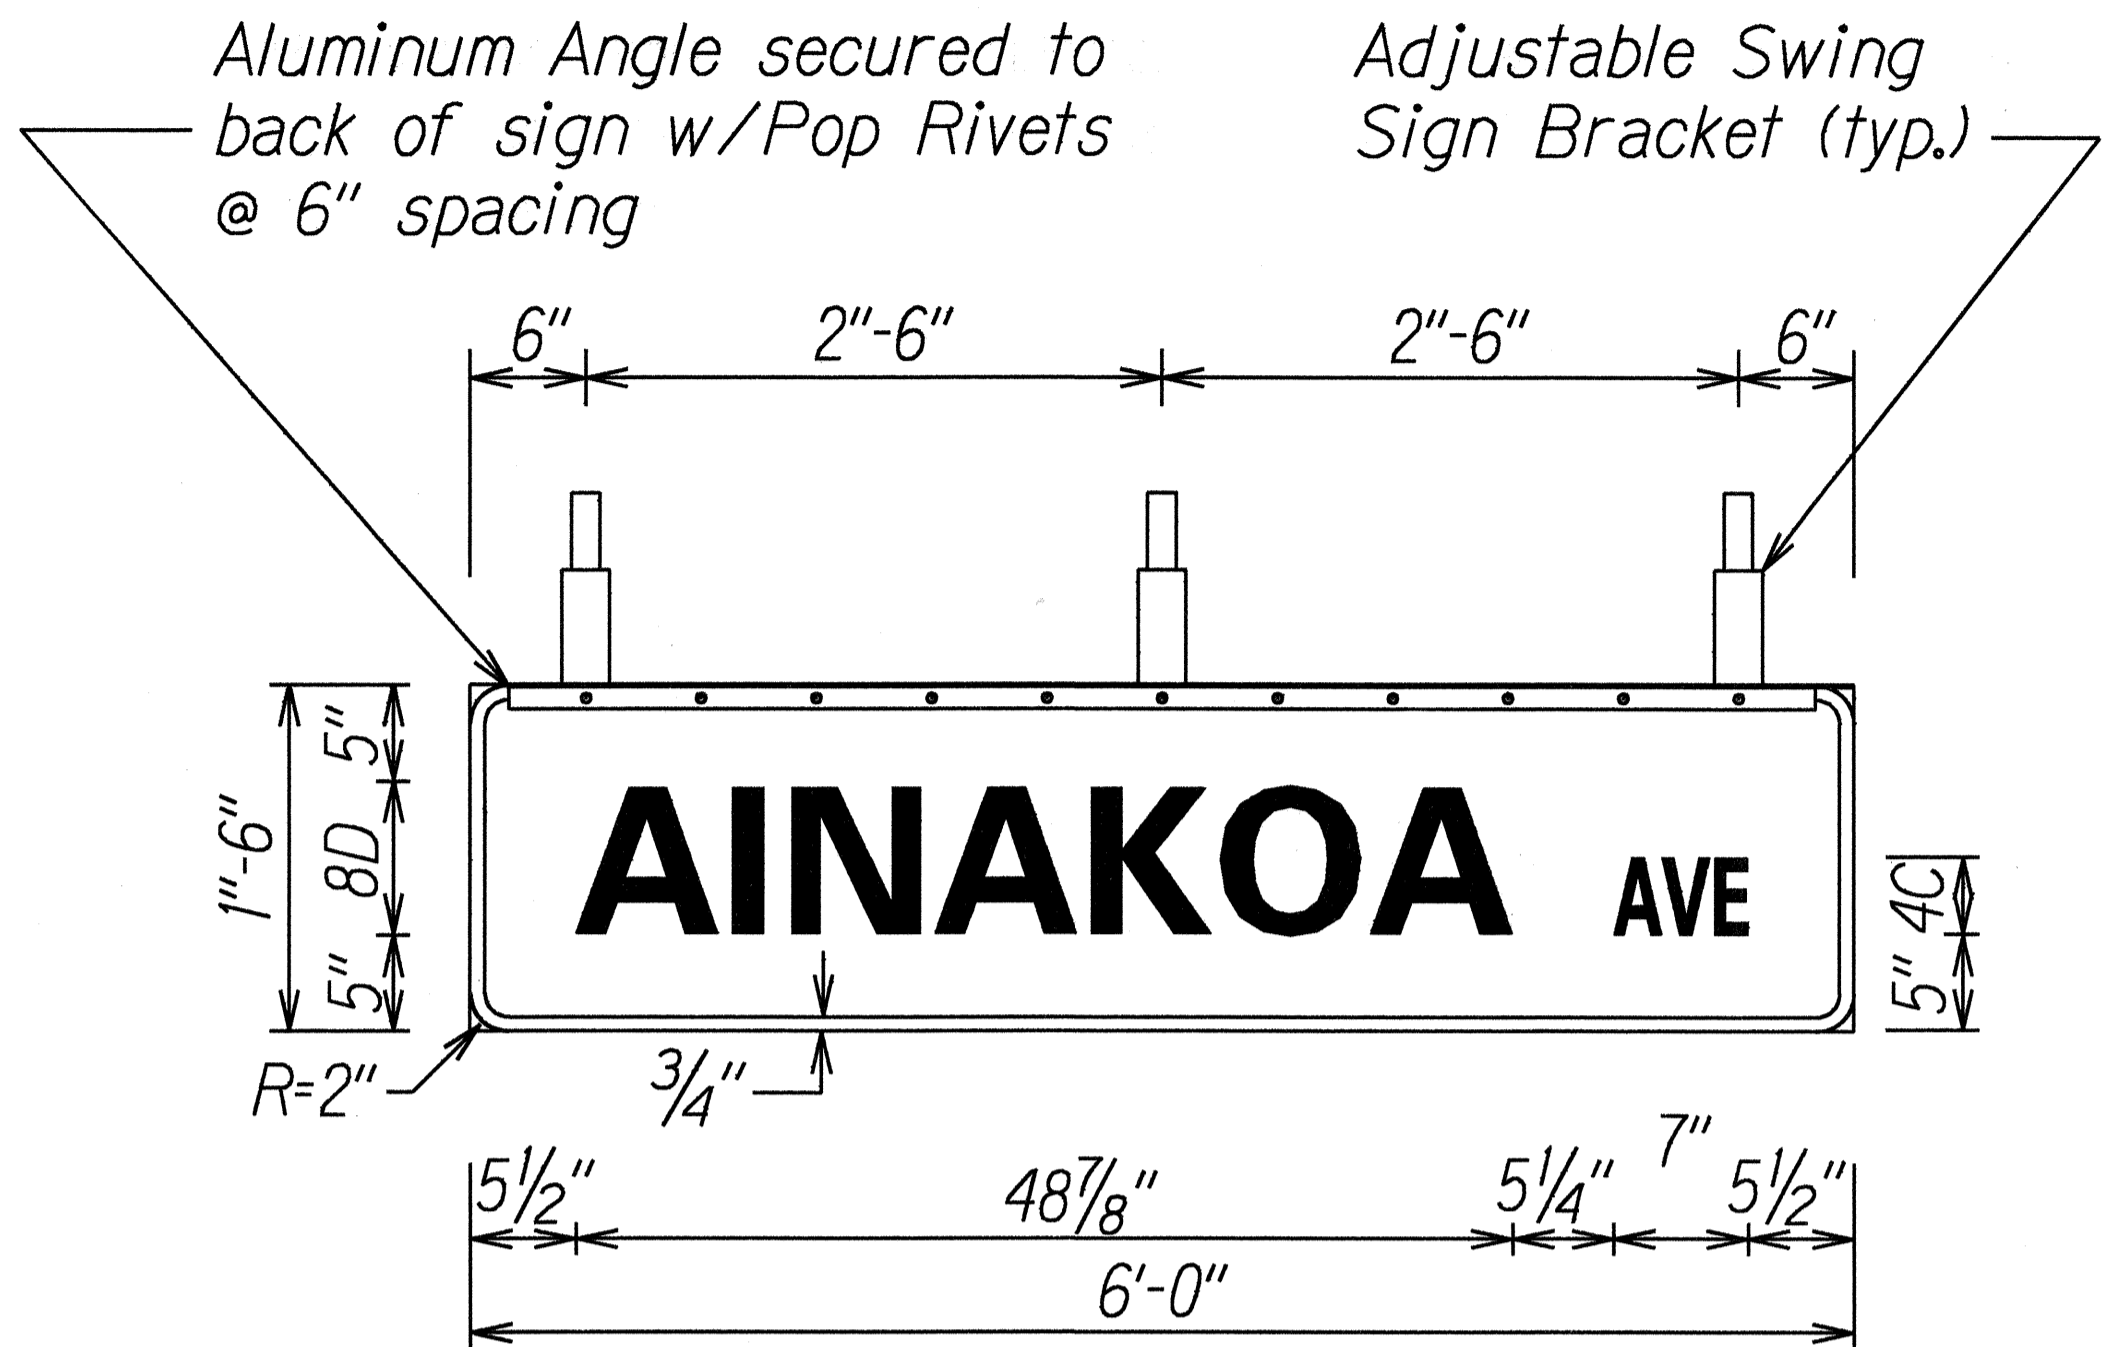 Aluminum Angle secured to
back of sign w/Pop Rivets
@ 6" spacing
Adjustable Swing
Sign Bracket (typ.)
6"
2"-6"
2"-6"
6"
1"-6"
5"
8D
5"
AINAKOA AVE
4C
5"
R=2"
3/4"
5 1/2"
48 7/8"
5 1/4"
7"
5 1/2"
6'-0"